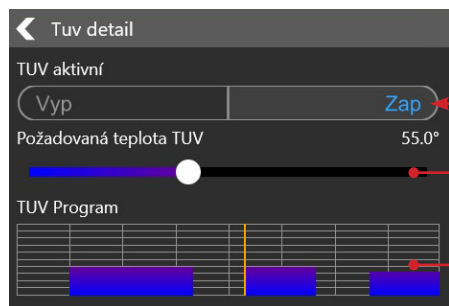 Tuv detail
TUV aktivní
Vyp Zap
Požadovaná teplota TUV 55.0°
TUV Program